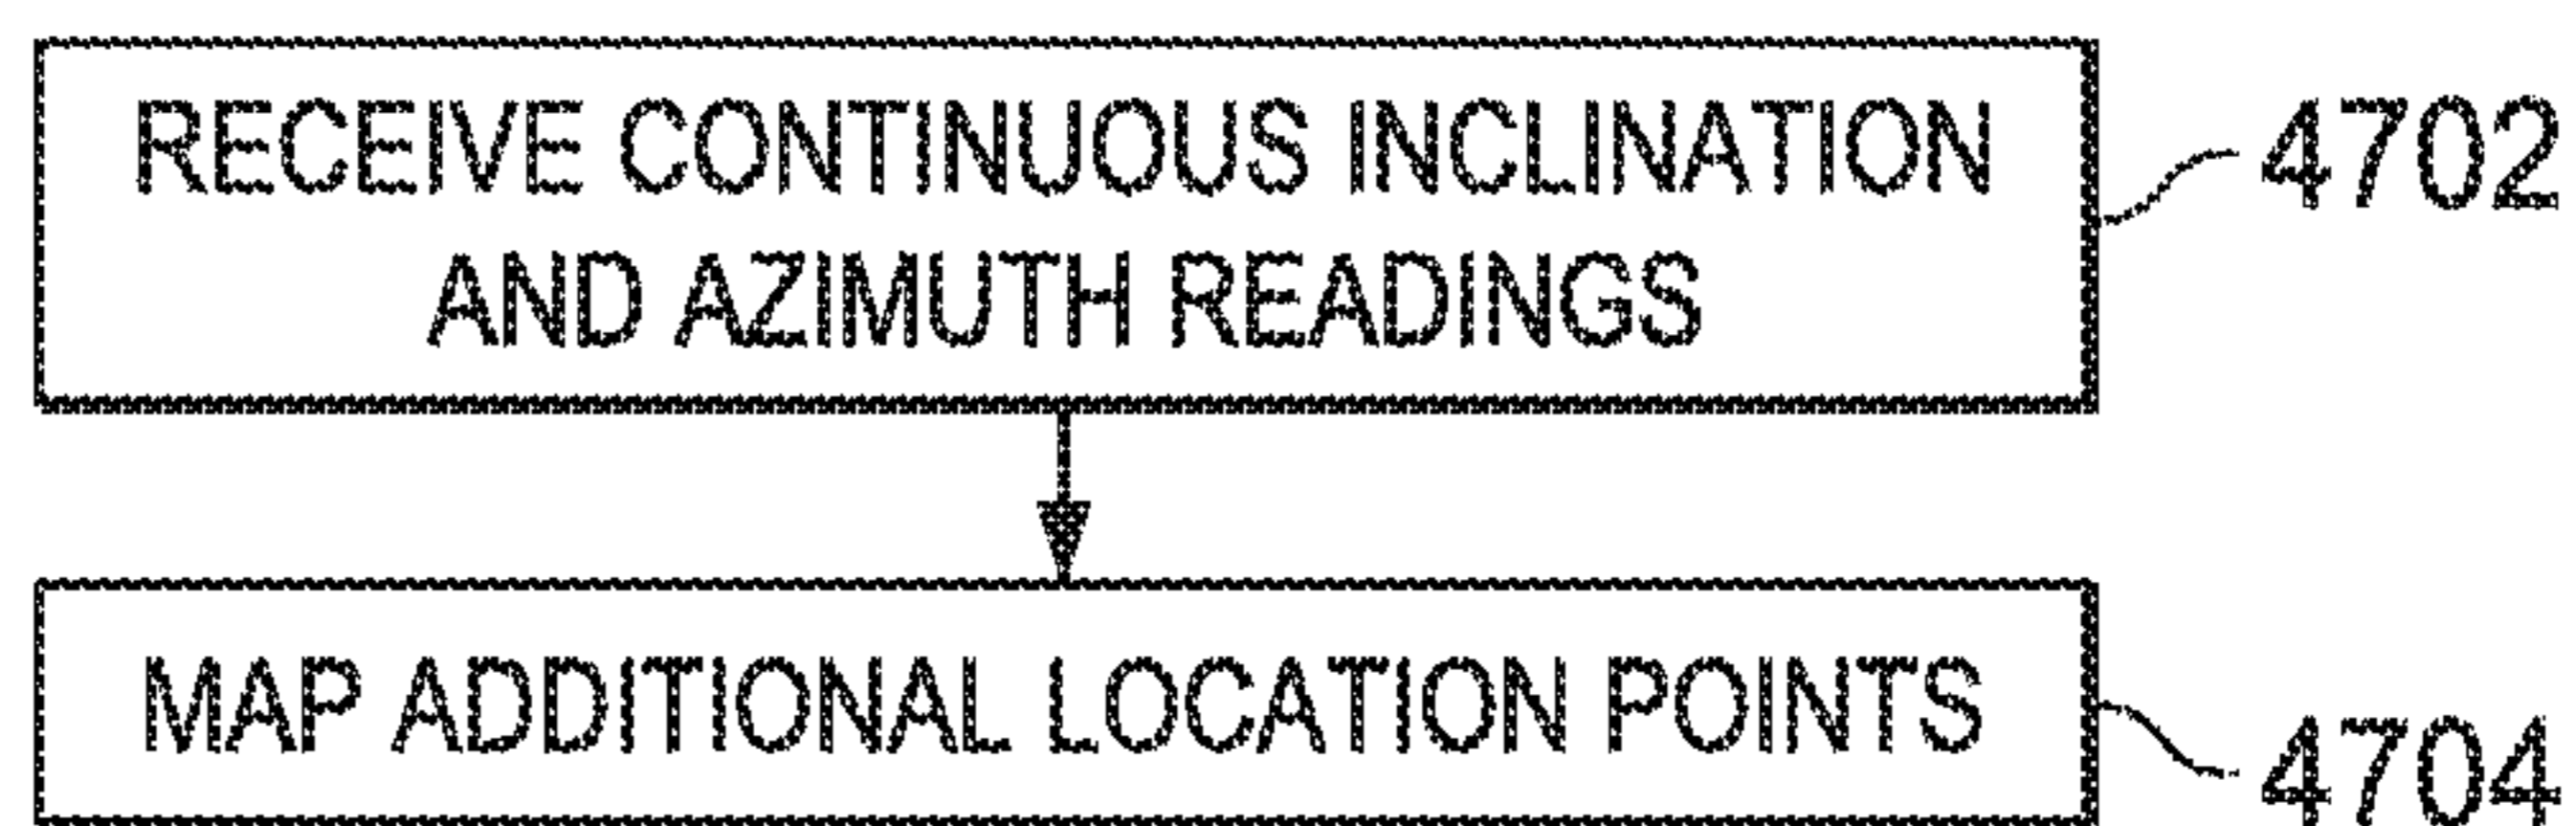 RECEIVE CONTINUOUS INCLINATION
AND AZIMUTH READINGS
4702
MAP ADDITIONAL LOCATION POINTS
4704